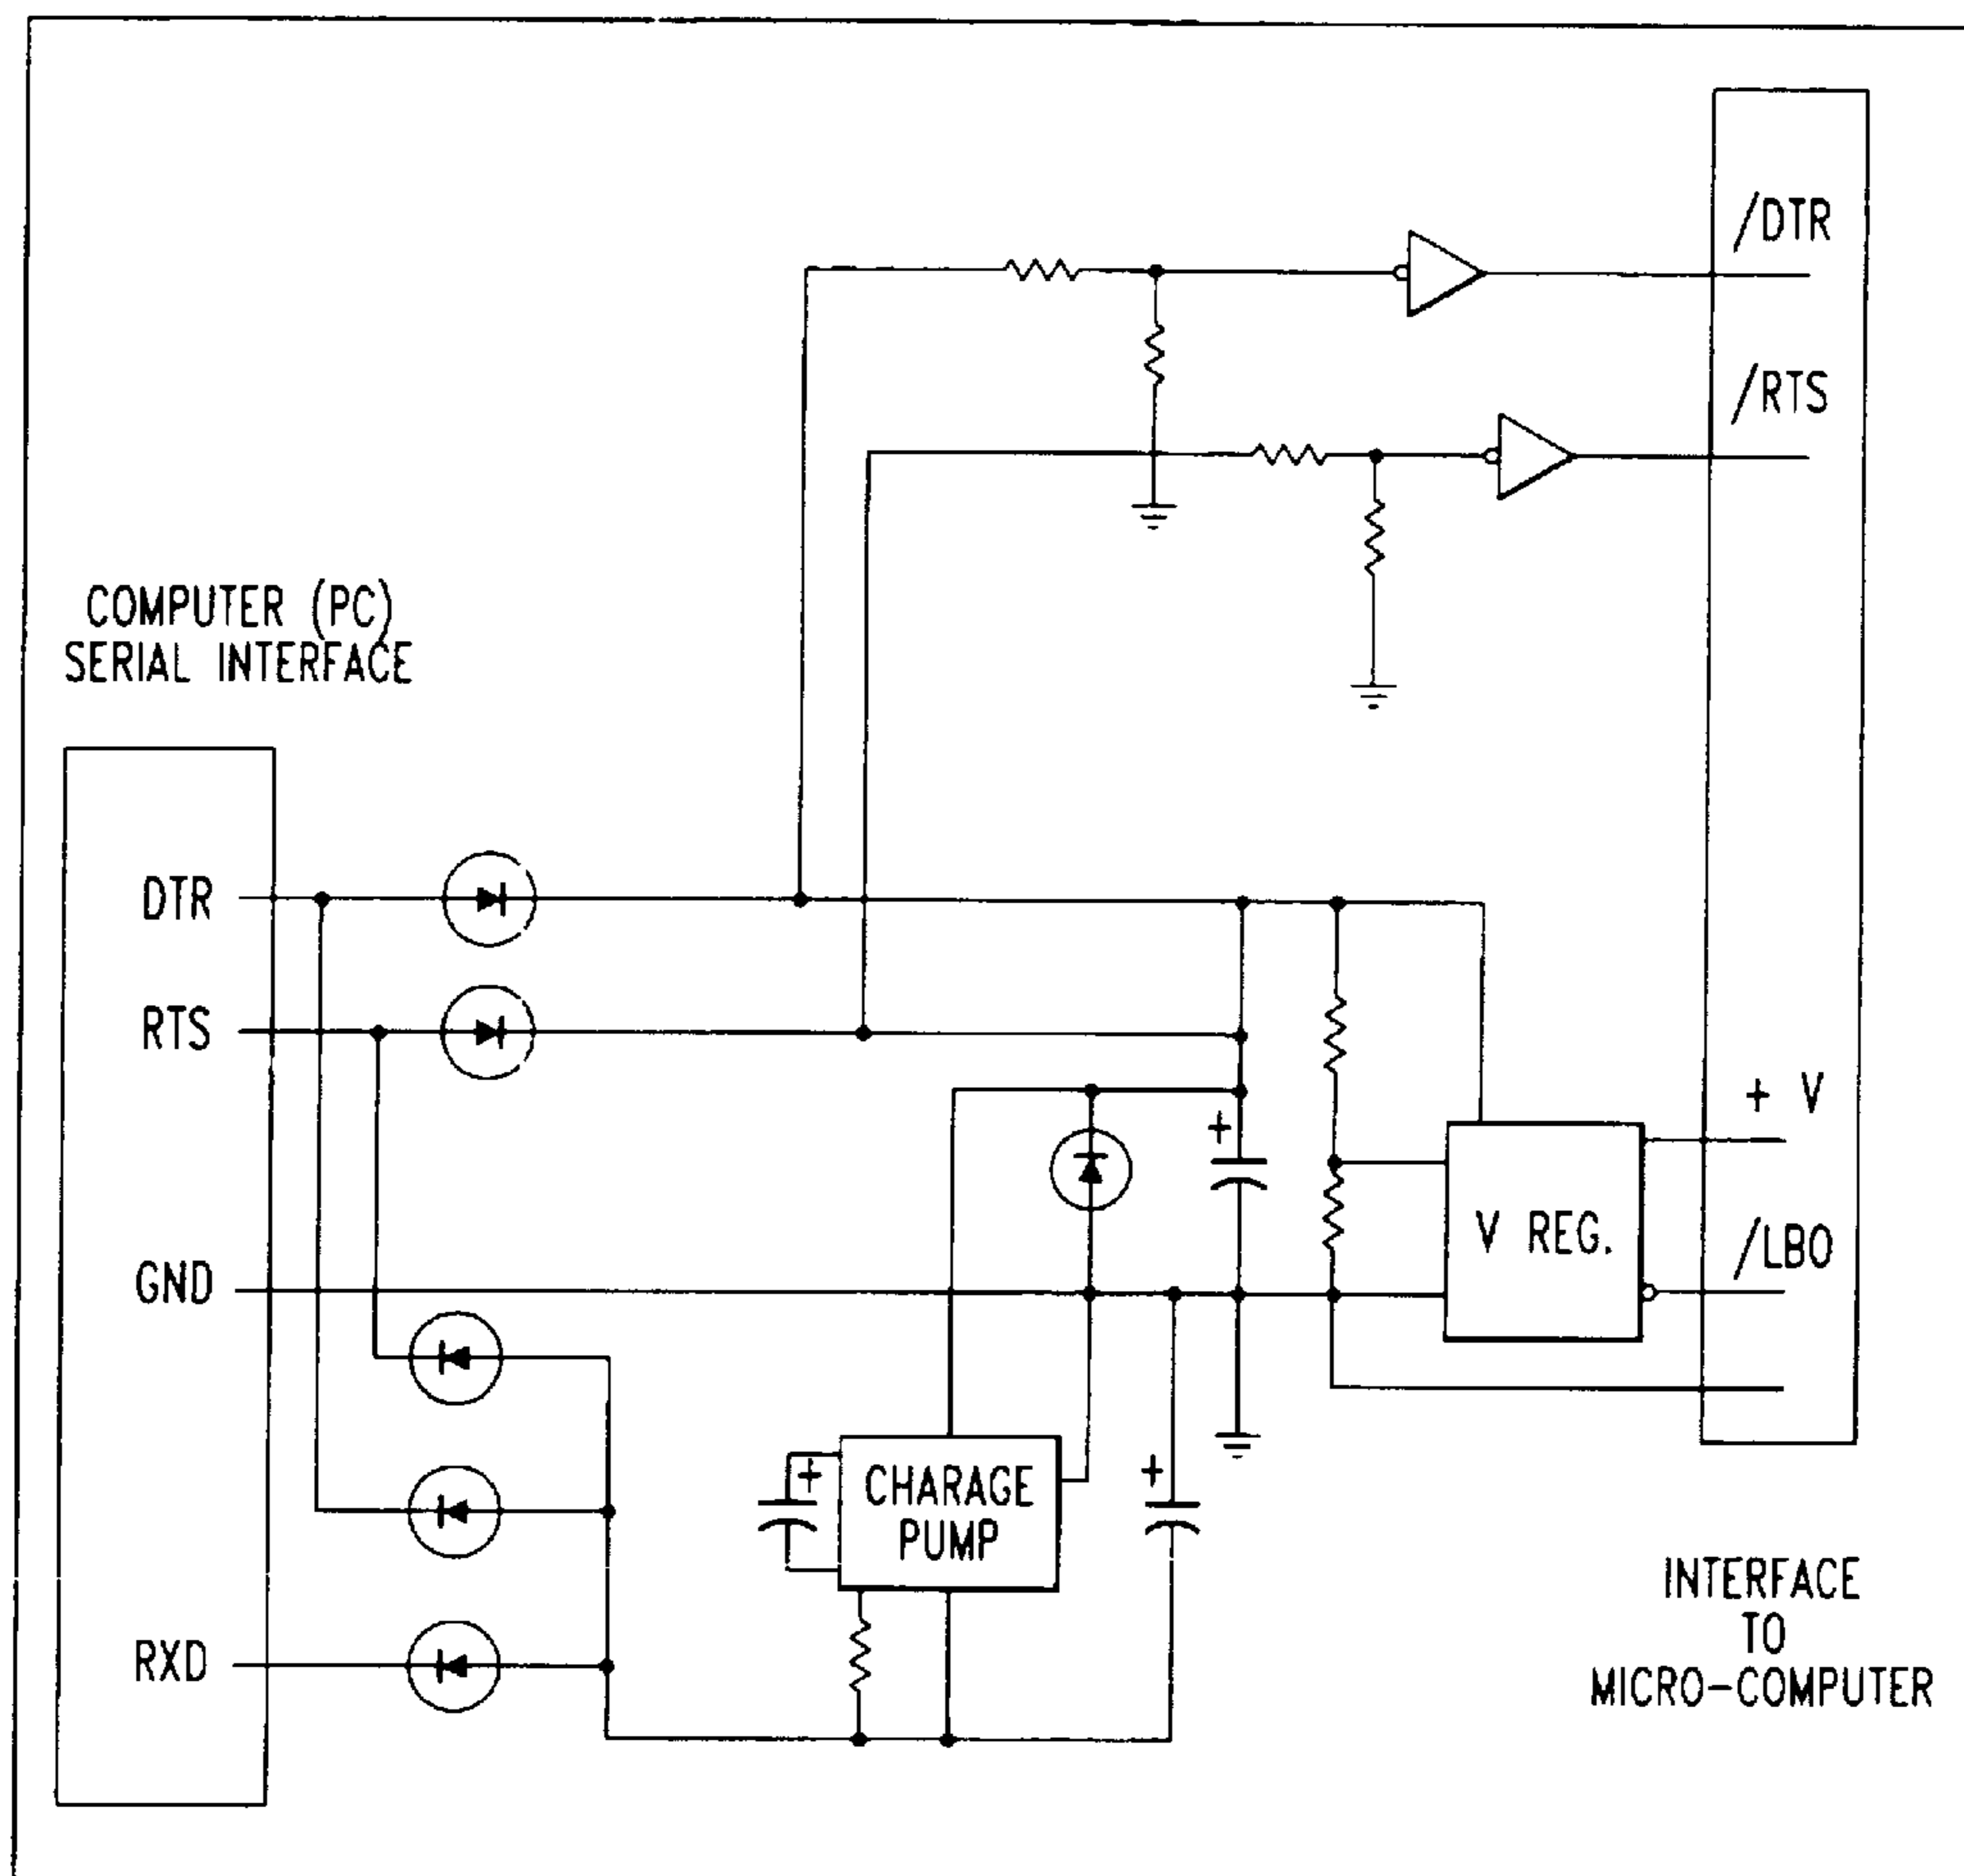 /DTR
/RTS
COMPUTER (PC)
SERIAL INTERFACE
DTR
RTS
GND
RXD
+
+ V
V REG.
/LBO
+
CHARAGE
PUMP
+
INTERFACE
TO
MICRO-COMPUTER